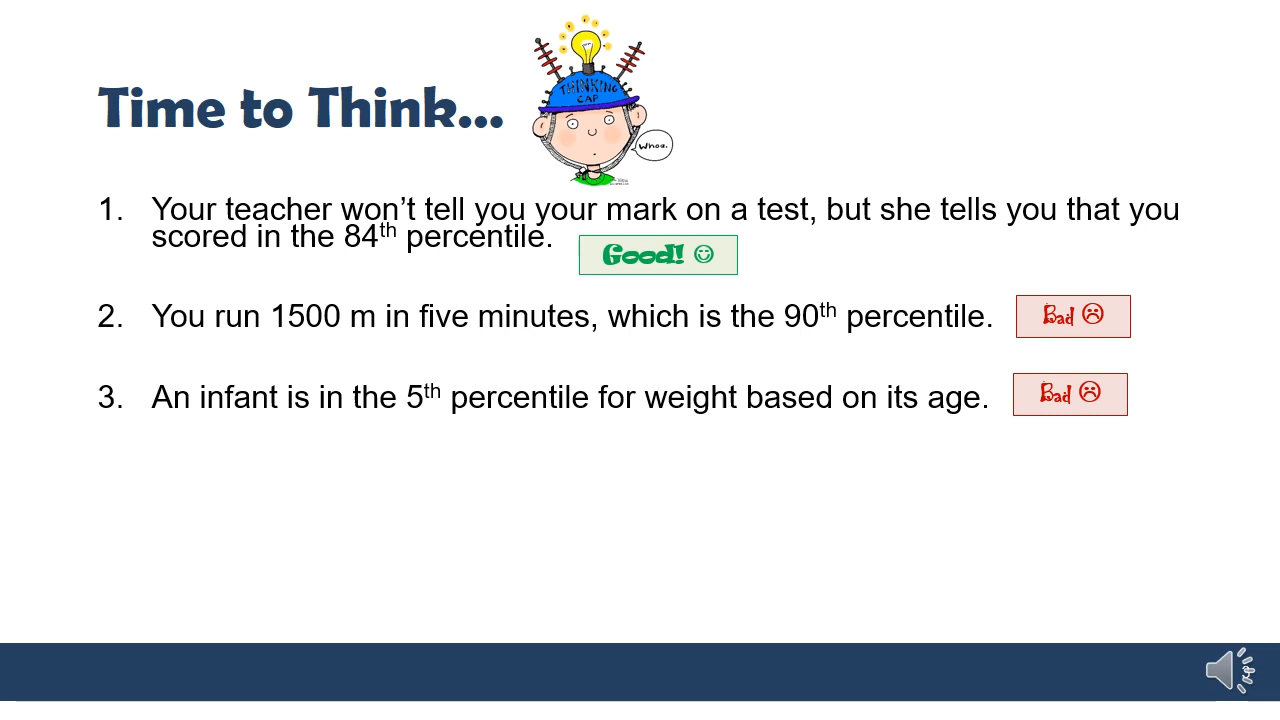 THINKING
CAP
Time to Think...
Whoa.
1. Your teacher won’t tell you your mark on a test, but she tells you that you
scored in the 84th percentile.
Good! ☺
2. You run 1500 m in five minutes, which is the 90th percentile. Bad ☹
3. An infant is in the 5th percentile for weight based on its age. Bad ☹